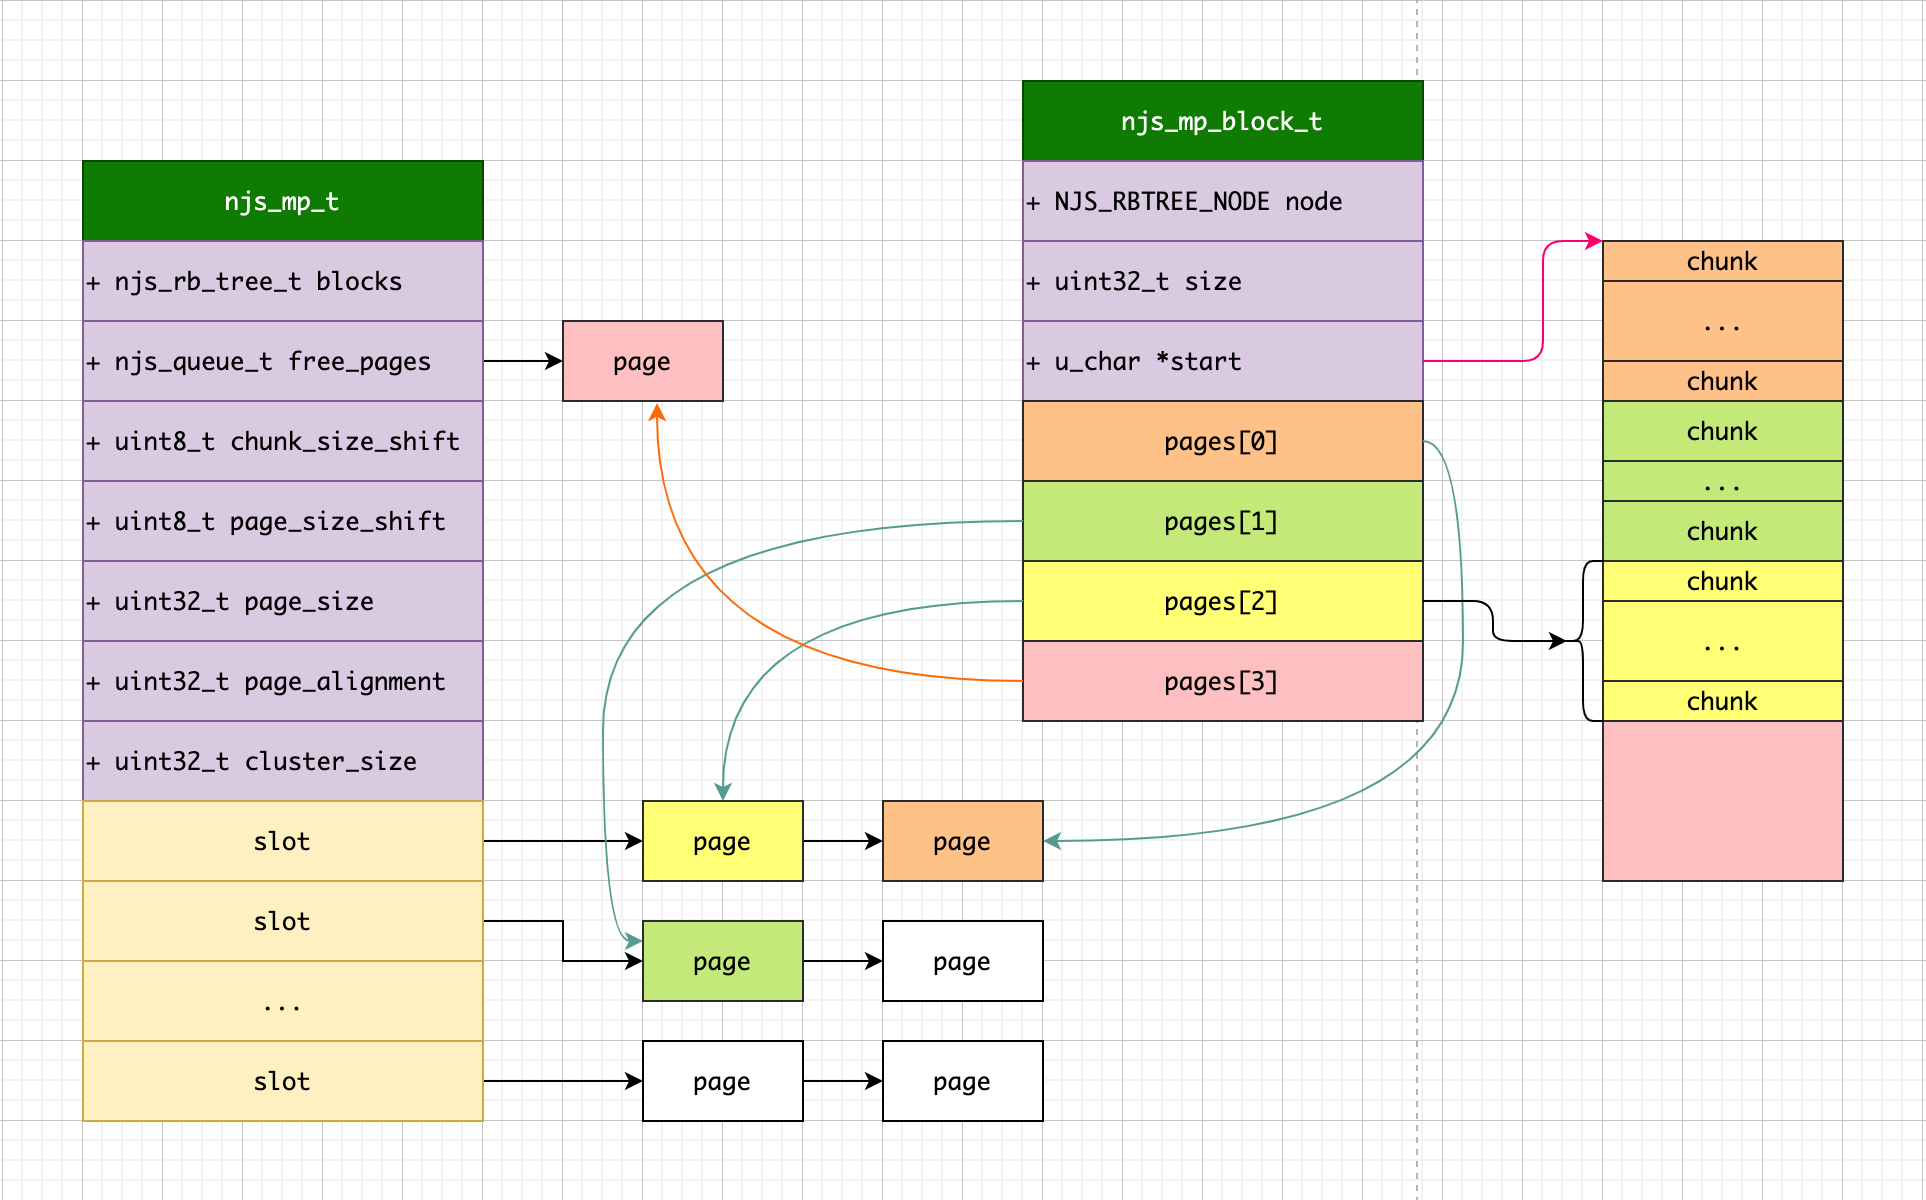 njs_mp_t
+ njs_rb_tree_t blocks
+ njs_queue_t free_pages
+ uint8_t chunk_size_shift
+ uint8_t page_size_shift
+ uint32_t page_size
+ uint32_t page_alignment
+ uint32_t cluster_size
slot
slot
...
slot
page
page
page
page
page
page
page
njs_mp_block_t
+ NJS_RBTREE_NODE node
+ uint32_t size
+ u_char *start
pages[0]
pages[1]
pages[2]
pages[3]
chunk
...
chunk
chunk
...
chunk
chunk
...
chunk